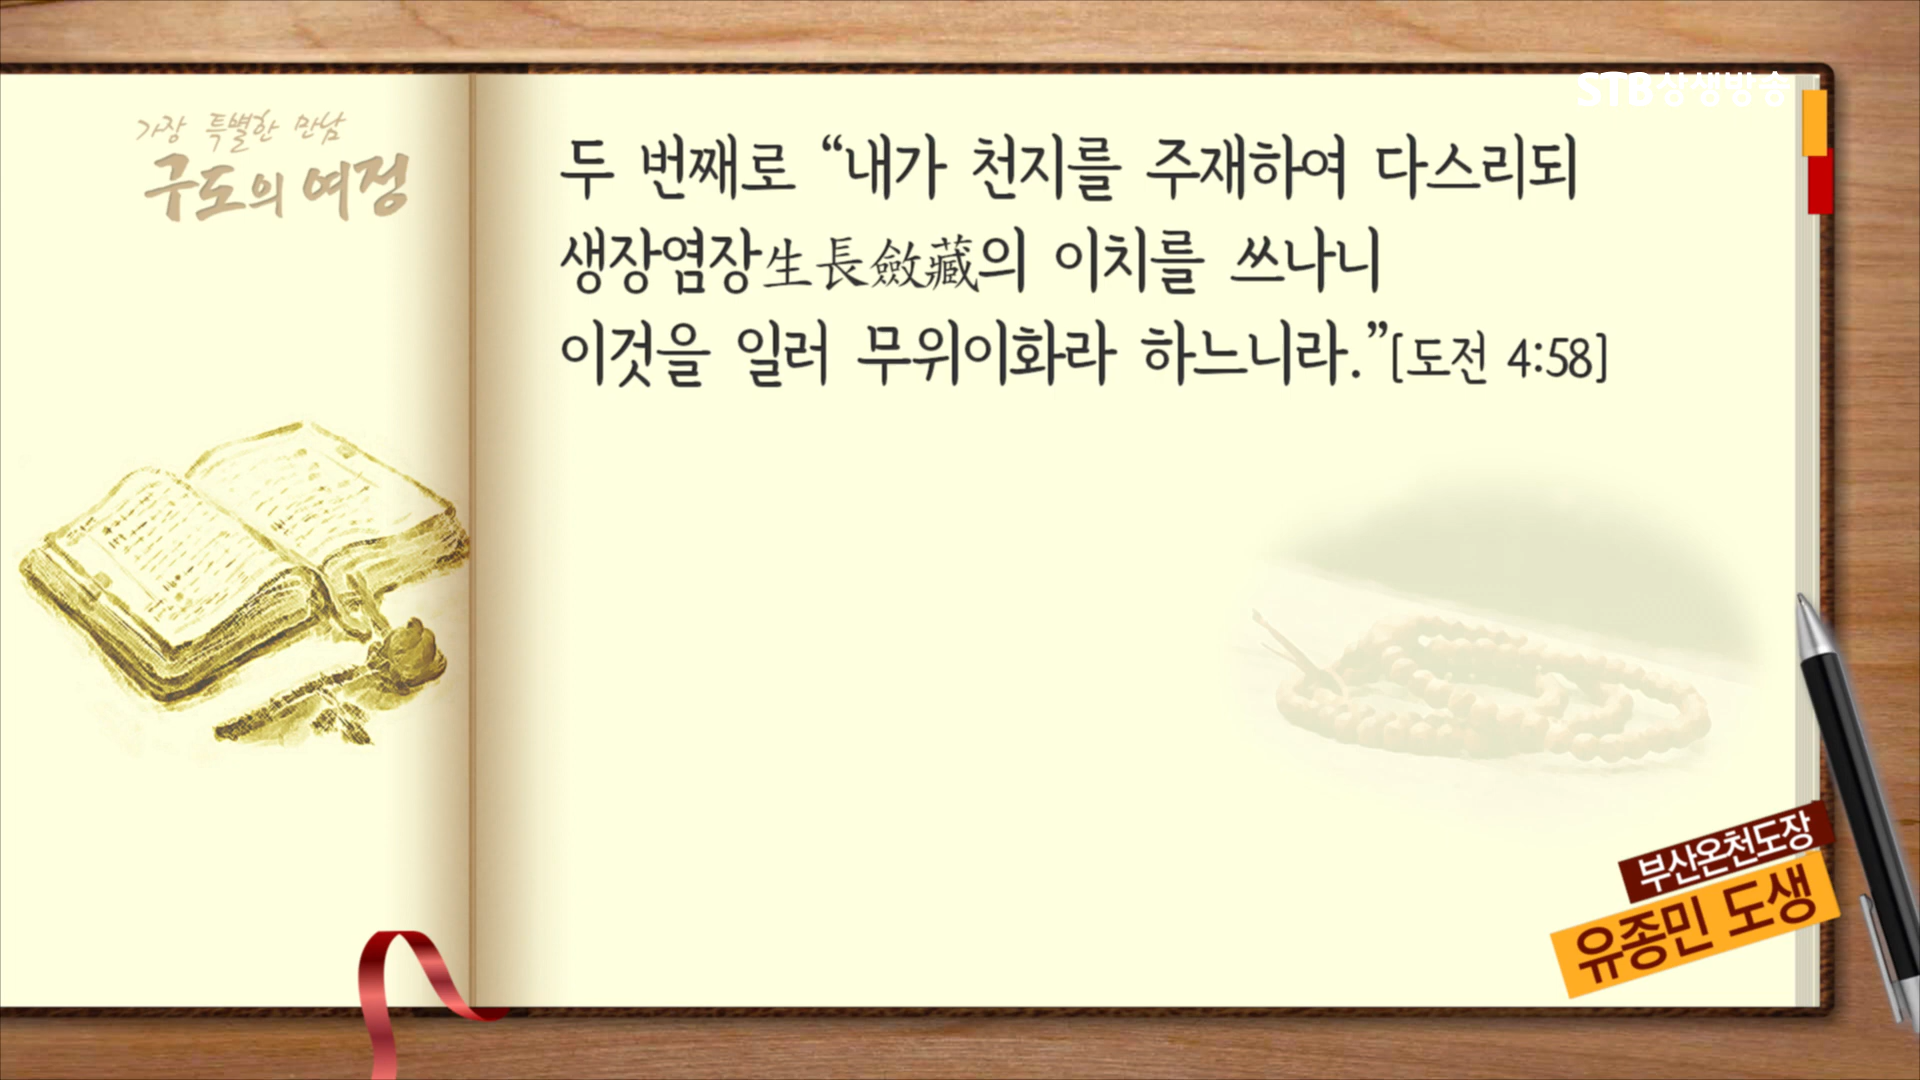 STB상생방송
가장 특별한 만남
구도의 여정
두 번째로 “내가 천지를 주재하여 다스리되
생장염장生長斂藏의 이치를 쓰나니
이것을 일러 무위이화라 하느니라.”[도전 4:58]
부산온천도장
유종민 도생